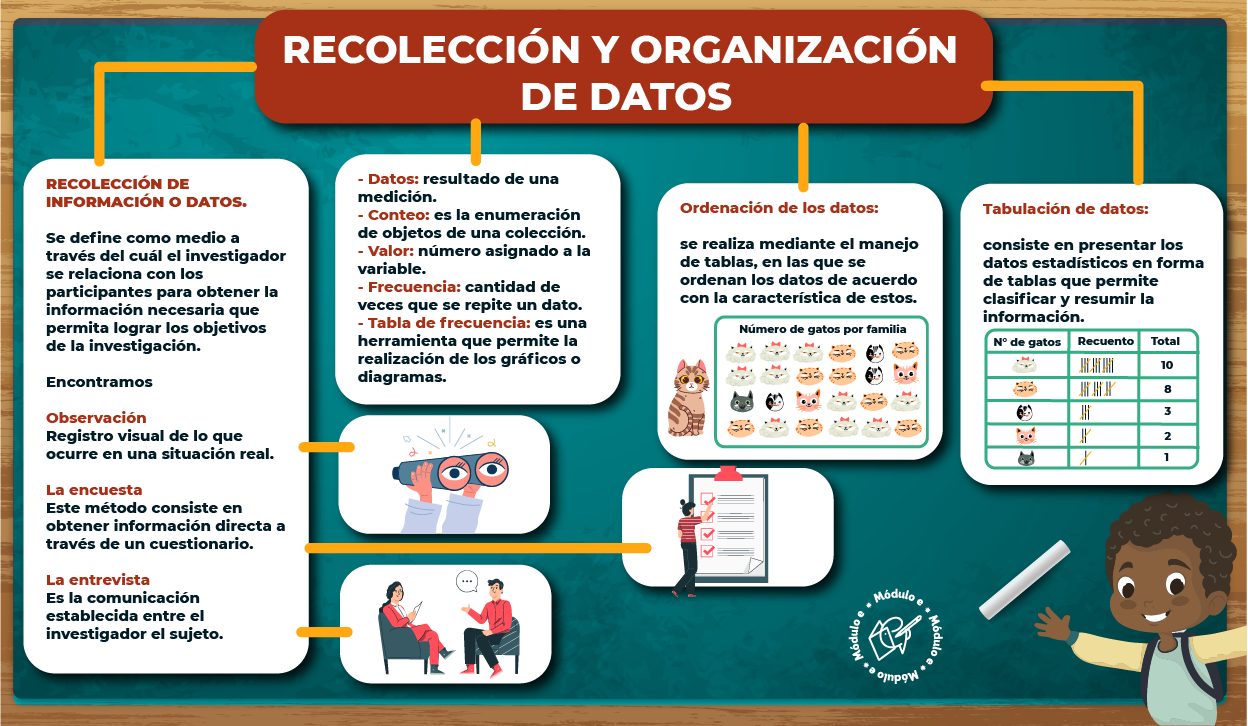 RECOLECCIÓN Y ORGANIZACIÓN
DE DATOS
RECOLECCIÓN DE
INFORMACIÓN O DATOS.
Se define como medio a
través del cuál el investigador
se relaciona con los
participantes para obtener la
información necesaria que
permita lograr los objetivos
de la investigación.
Encontramos
Observación
Registro visual de lo que
ocurre en una situación real.
La encuesta
Este método consiste en
obtener información directa a
través de un cuestionario.
La entrevista
Es la comunicación
establecida entre el
investigador el sujeto.
- Datos: resultado de una
medición.
- Conteo: es la enumeración
de objetos de una colección.
- Valor: número asignado a la
variable.
- Frecuencia: cantidad de
veces que se repite un dato.
- Tabla de frecuencia: es una
herramienta que permite la
realización de los gráficos o
diagramas.
Ordenación de los datos:
se realiza mediante el manejo
de tablas, en las que se
ordenan los datos de acuerdo
con la característica de estos.
Número de gatos por familia
Tabulación de datos:
consiste en presentar los
datos estadísticos en forma
de tablas que permite
clasificar y resumir la
información.
N° de gatos Recuento Total
10
8
3
2
1
Módulo e * Módulo e * Módulo e * Módulo e *